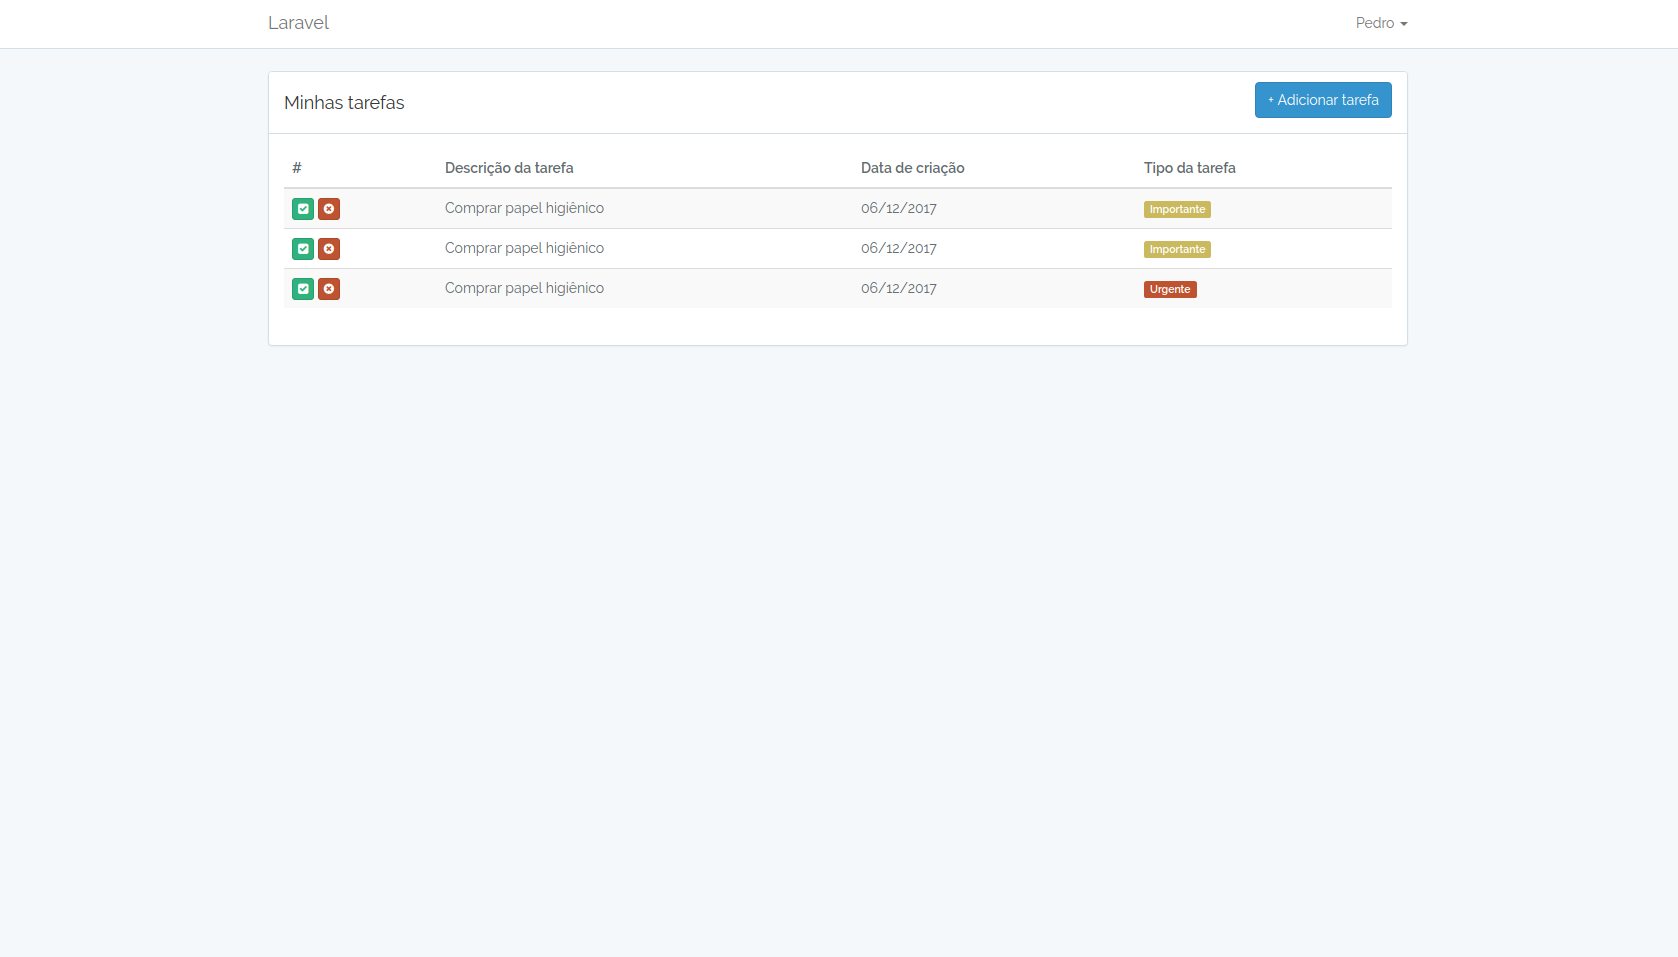 Laravel Pedro
Minhas tarefas + Adicionar tarefa
# Descrição da tarefa Data de criação Tipo da tarefa
Comprar papel higiênico 06/12/2017 Importante
Comprar papel higiênico 06/12/2017 Importante
Comprar papel higiênico 06/12/2017 Urgente